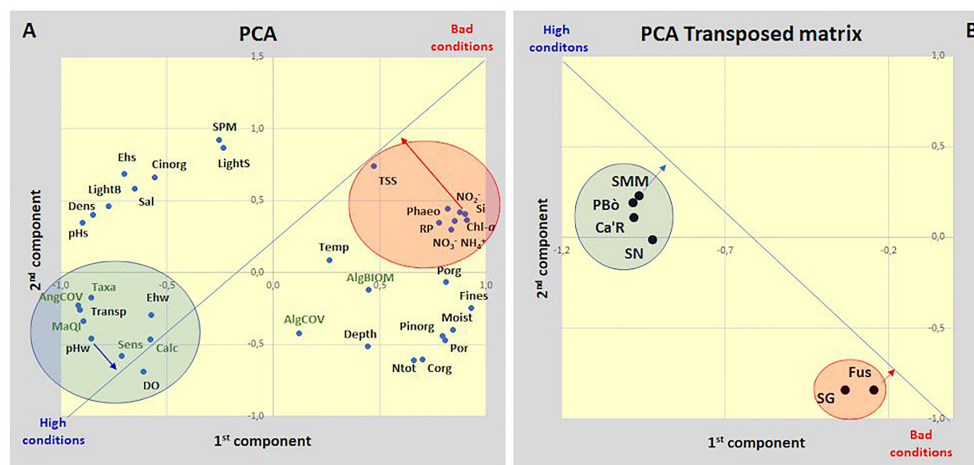 A
PCA
Bad
conditions
1,5
1,0
0,5
0,0
-0,5
-1,0
-1,0
-0,5
0,5
1,0
SPM
LightS
Ehs
Cinorg
LightB
Sal
Dens
pHs
TSS
NO₂⁻
Phaeo
Si
RP
Chl-a
NO₃⁻ NH₄⁺
Temp
AlgBIOM
Porg
Fines
AlgCOV
Depth
Pinorg
Moist
Por
Ntot
Corg
AngCOV
Taxa
Transp
Ehw
MaQI
pHw
Sens
Calc
DO
2nd component
High
conditions
1st component
PCA Transposed matrix
B
High
conditons
1,0
0,5
0,0
-0,5
-1,0
-1,2
-0,7
-0,2
SMM
PBò
Ca'R
SN
Fus
SG
2nd component
1st component
Bad
conditions